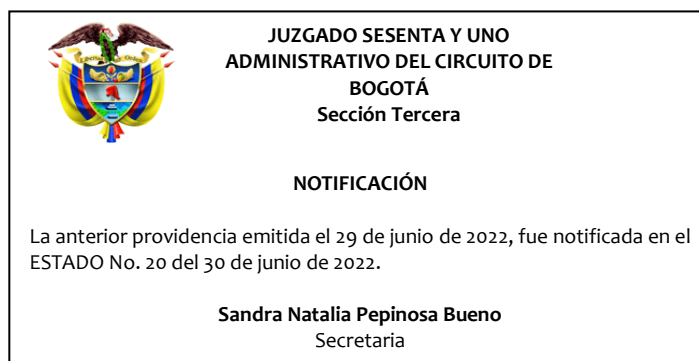 JUZGADO SESENTA Y UNO
ADMINISTRATIVO DEL CIRCUITO DE
BOGOTÁ
Sección Tercera
NOTIFICACIÓN
La anterior providencia emitida el 29 de junio de 2022, fue notificada en el
ESTADO No. 20 del 30 de junio de 2022.
Sandra Natalia Pepinosa Bueno
Secretaria